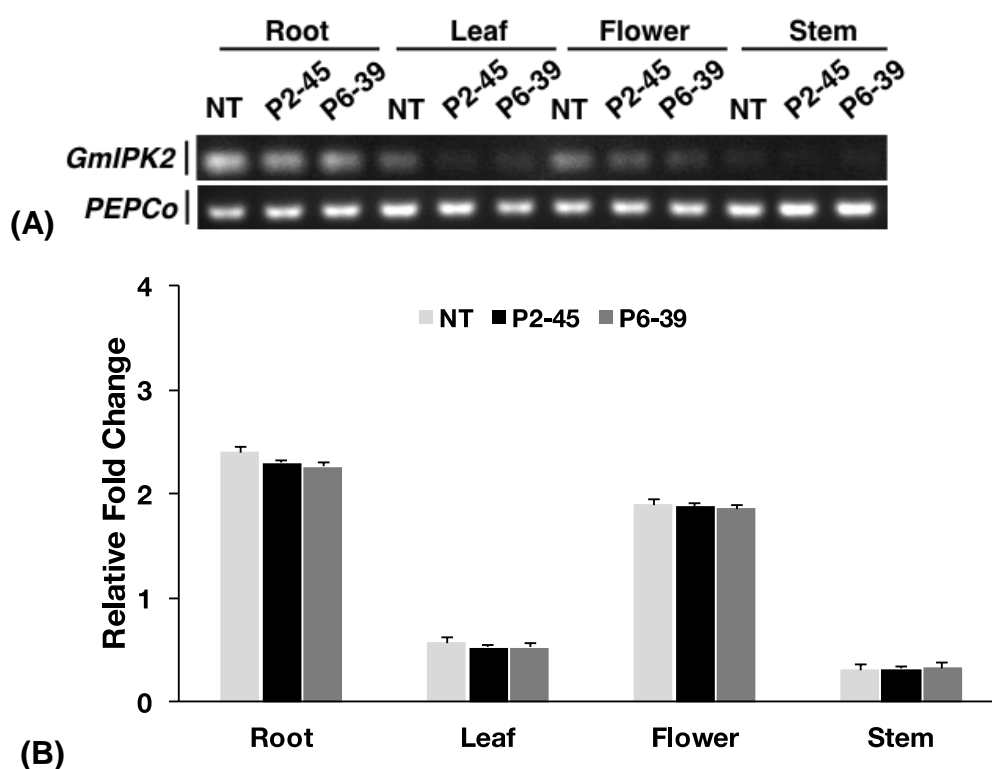 Root Leaf Flower Stem
NT P2-45 P6-39 NT P2-45 P6-39 NT P2-45 P6-39 NT P2-45 P6-39
GmIPK2
PEPCo
(A)
4
NT P2-45 P6-39
3
2
1
0
Relative Fold Change
Root Leaf Flower Stem
(B)